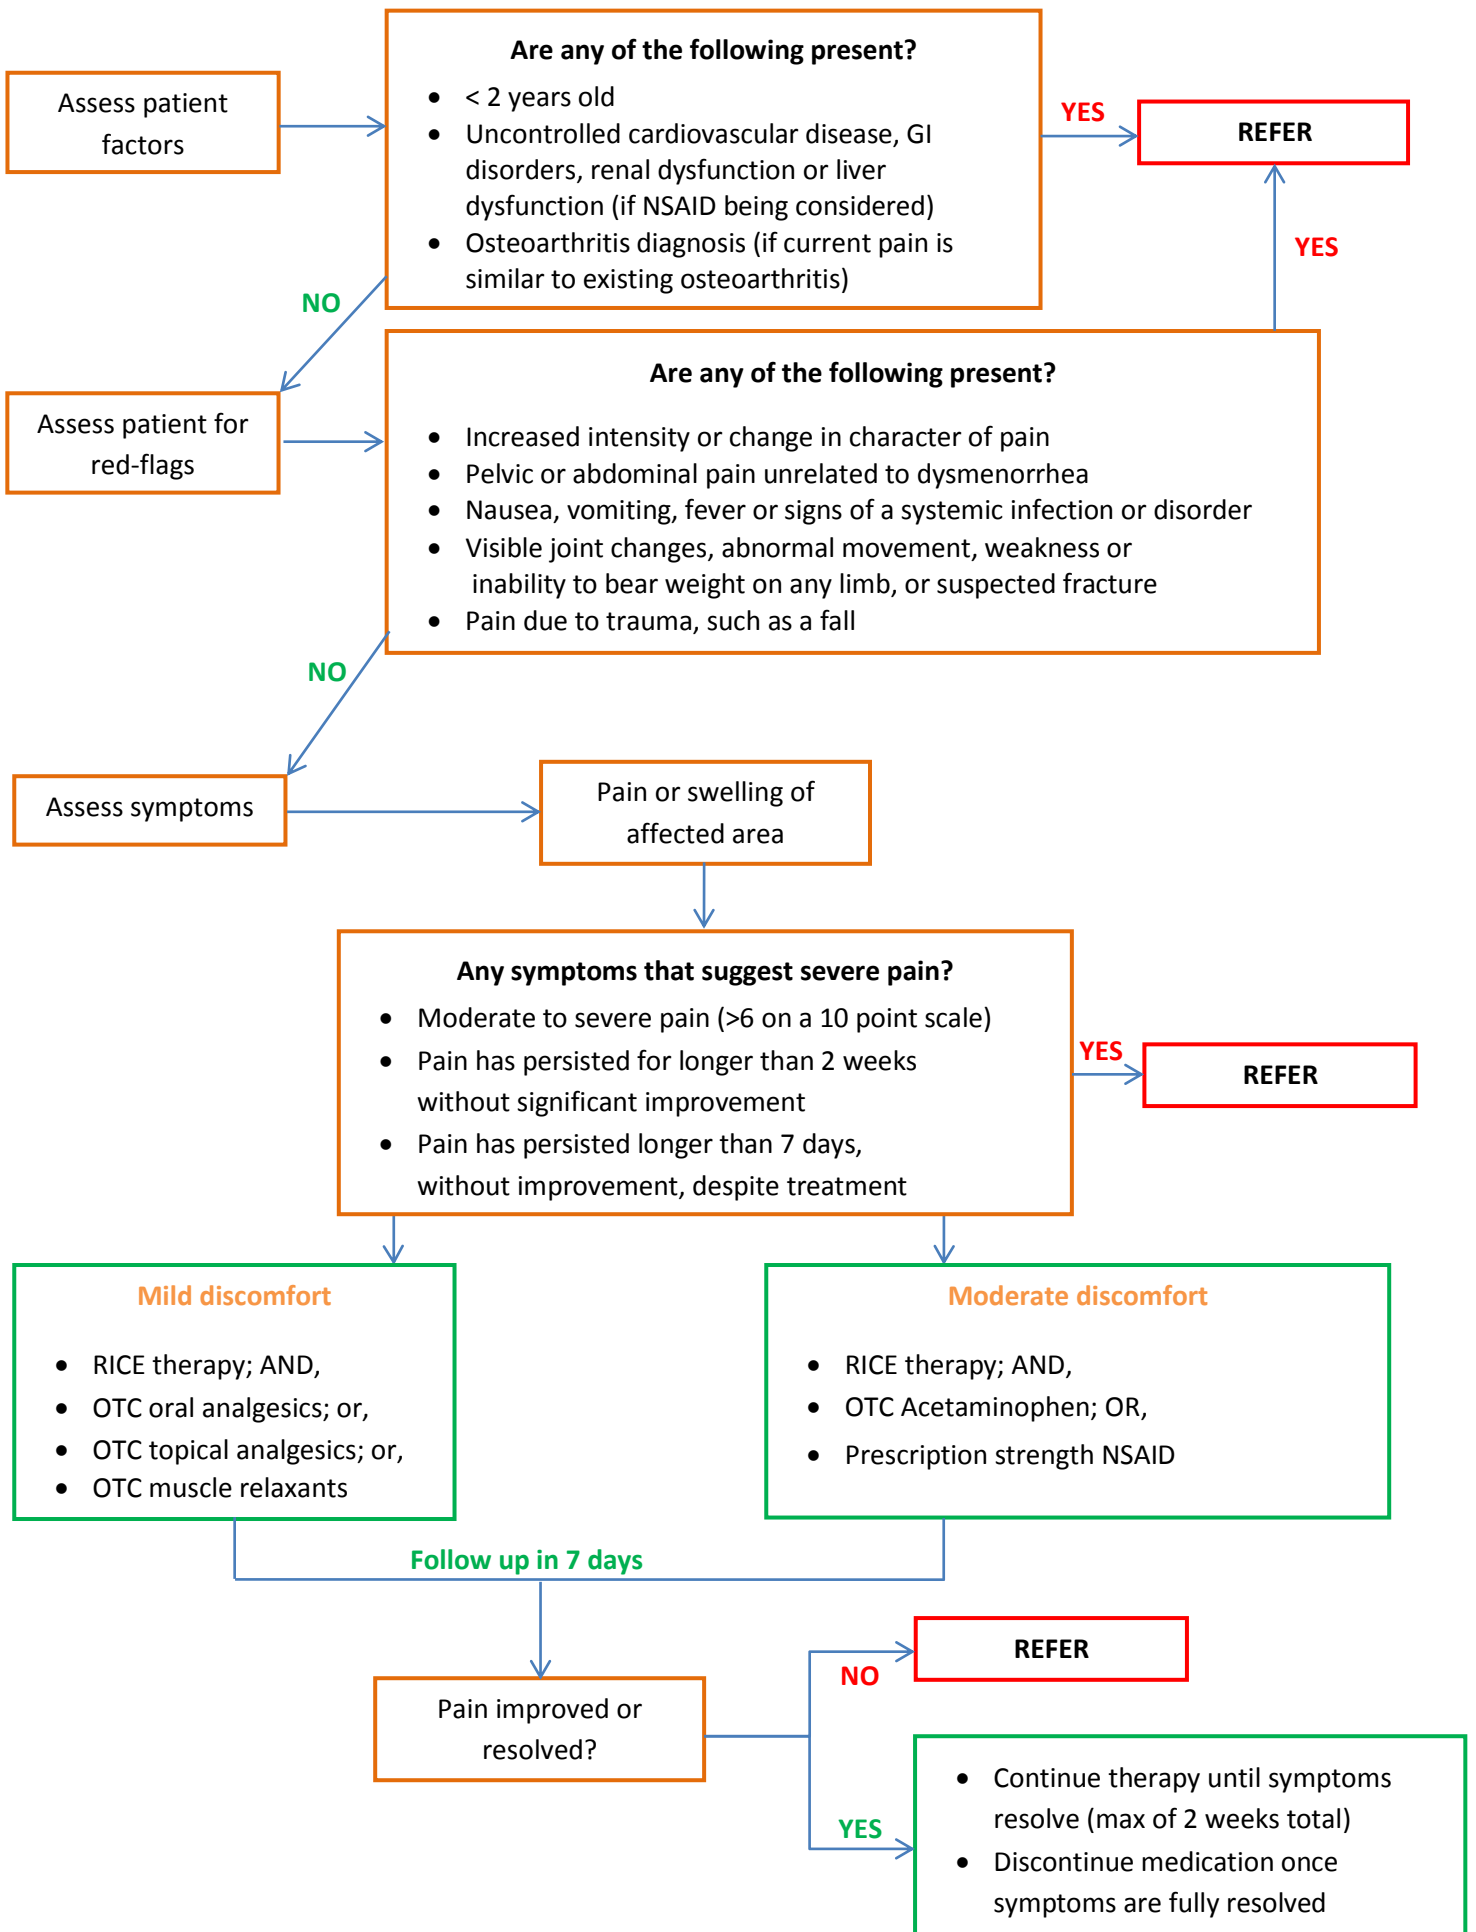 Assess patient
factors
Are any of the following present?
• < 2 years old
• Uncontrolled cardiovascular disease, GI
disorders, renal dysfunction or liver
dysfunction (if NSAID being considered)
• Osteoarthritis diagnosis (if current pain is
similar to existing osteoarthritis)
YES
REFER
YES
NO
Assess patient for
red-flags
Are any of the following present?
• Increased intensity or change in character of pain
• Pelvic or abdominal pain unrelated to dysmenorrhea
• Nausea, vomiting, fever or signs of a systemic infection or disorder
• Visible joint changes, abnormal movement, weakness or
inability to bear weight on any limb, or suspected fracture
• Pain due to trauma, such as a fall
NO
Assess symptoms
Pain or swelling of
affected area
Any symptoms that suggest severe pain?
• Moderate to severe pain (>6 on a 10 point scale)
• Pain has persisted for longer than 2 weeks
without significant improvement
• Pain has persisted longer than 7 days,
without improvement, despite treatment
YES
REFER
Mild discomfort
• RICE therapy; AND,
• OTC oral analgesics; or,
• OTC topical analgesics; or,
• OTC muscle relaxants
Moderate discomfort
• RICE therapy; AND,
• OTC Acetaminophen; OR,
• Prescription strength NSAID
Follow up in 7 days
Pain improved or
resolved?
NO
REFER
YES
• Continue therapy until symptoms
resolve (max of 2 weeks total)
• Discontinue medication once
symptoms are fully resolved